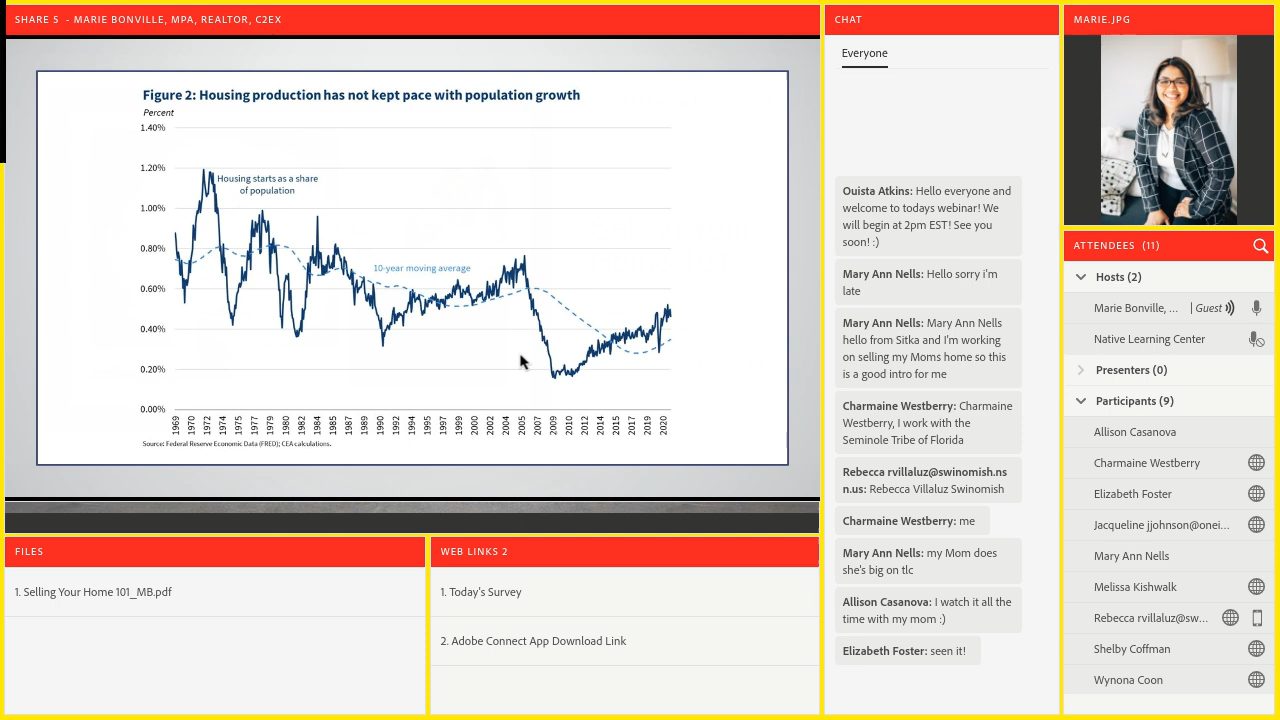 SHARE 5 - MARIE BONVILLE, MPA, REALTOR, C2EX
Figure 2: Housing production has not kept pace with population growth
Percent
1.40%
1.20%
1.00%
0.80%
0.60%
0.40%
0.20%
0.00%
Housing starts as a share
of population
10-year moving average
1969
1970
1972
1974
1975
1977
1979
1980
1982
1984
1985
1987
1989
1990
1992
1994
1995
1997
1999
2000
2002
2004
2005
2007
2009
2010
2012
2014
2015
2017
2019
2020
Source: Federal Reserve Economic Data (FRED); CEA calculations.
FILES
1. Selling Your Home 101_MB.pdf
WEB LINKS 2
1. Today's Survey
2. Adobe Connect App Download Link
CHAT
Everyone
Ouista Atkins: Hello everyone and
welcome to todays webinar! We
will begin at 2pm EST! See you
soon! :)
Mary Ann Nells: Hello sorry i'm
late
Mary Ann Nells: Mary Ann Nells
hello from Sitka and I'm working
on selling my Moms home so this
is a good intro for me
Charmaine Westberry: Charmaine
Westberry, I work with the
Seminole Tribe of Florida
Rebecca rvillaluz@swinomish.ns
n.us: Rebecca Villaluz Swinomish
Charmaine Westberry: me
Mary Ann Nells: my Mom does
she's big on tlc
Allison Casanova: I watch it all the
time with my mom :)
Elizabeth Foster: seen it!
MARIE.JPG
ATTENDEES (11)
Hosts (2)
Marie Bonville, ... | Guest
Native Learning Center
Presenters (0)
Participants (9)
Allison Casanova
Charmaine Westberry
Elizabeth Foster
Jacqueline jjohnson@onei...
Mary Ann Nells
Melissa Kishwalk
Rebecca rvillaluz@sw...
Shelby Coffman
Wynona Coon